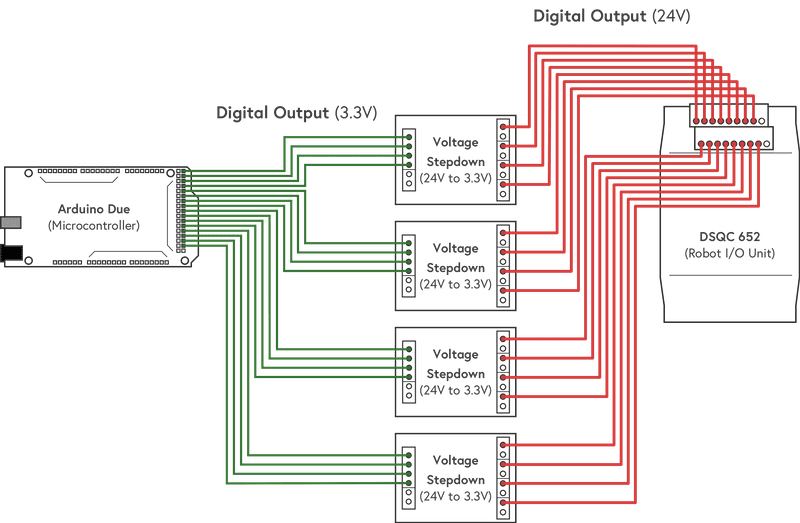 Digital Output (24V)
Digital Output (3.3V)
Arduino Due
(Microcontroller)
Voltage
Stepdown
(24V to 3.3V)
Voltage
Stepdown
(24V to 3.3V)
DSQC 652
(Robot I/O Unit)
Voltage
Stepdown
(24V to 3.3V)
Voltage
Stepdown
(24V to 3.3V)